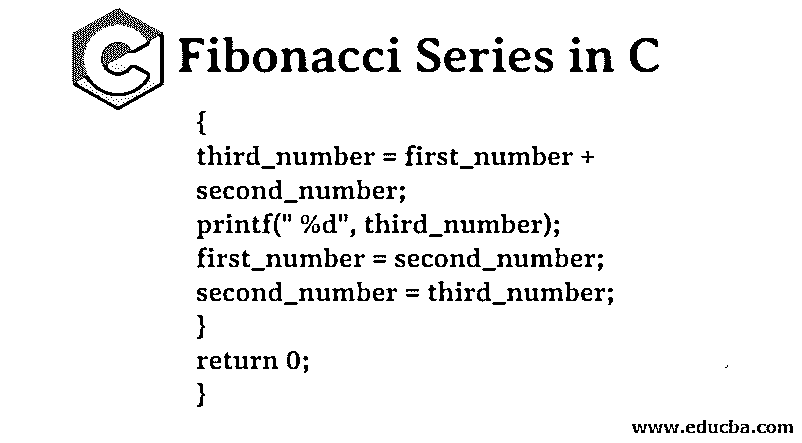 Fibonacci Series in C
{
third_number = first_number +
second_number;
printf(" %d", third_number);
first_number = second_number;
second_number = third_number;
}
return 0;
}
www.educba.com